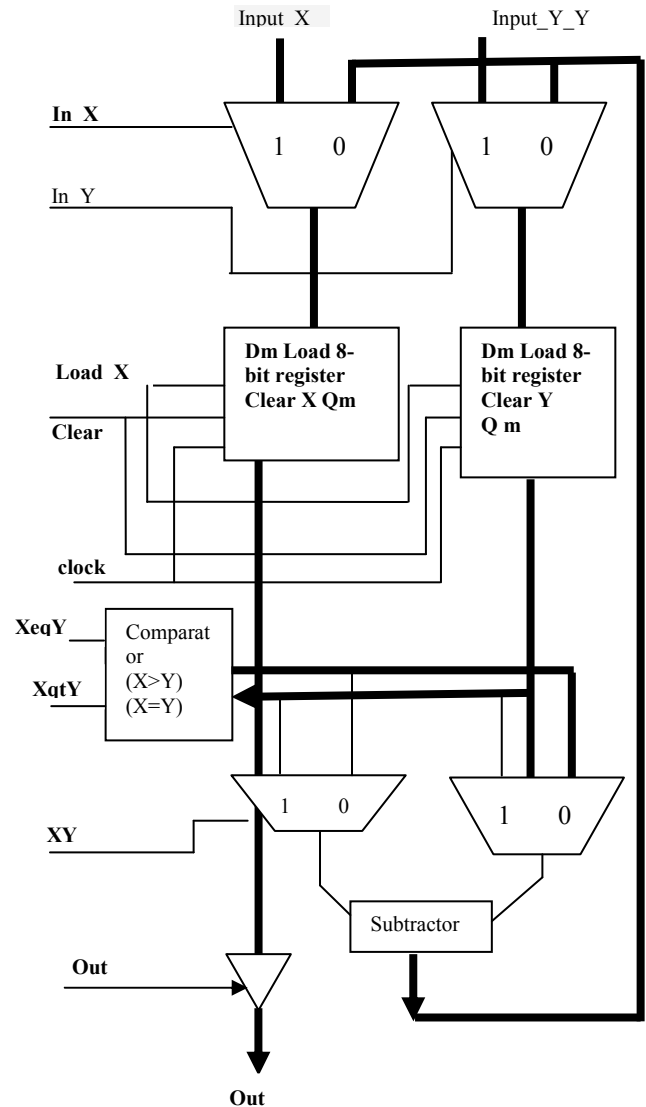 Input_X
Input_Y_Y
In_X
1 0
1 0
In_Y
Dm Load 8-
bit register
Clear X Qm
Dm Load 8-
bit register
Clear Y
Q m
Load_X
Clear
clock
XeqY
Comparat
or
(X>Y)
(X=Y)
XgtY
1 0
1 0
XY
Subtractor
Out
Out